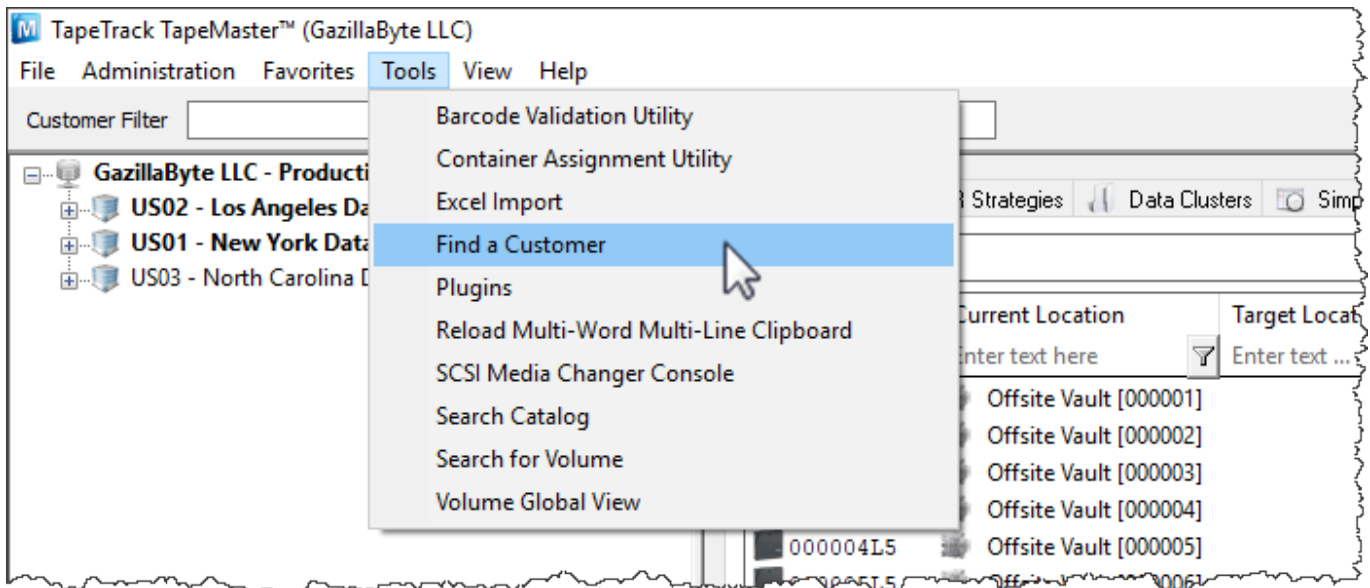 TapeTrack TapeMaster™ (GazillaByte LLC)
File Administration Favorites Tools View Help
Customer Filter
Barcode Validation Utility
Container Assignment Utility
Excel Import
Find a Customer
Plugins
Reload Multi-Word Multi-Line Clipboard
SCSI Media Changer Console
Search Catalog
Search for Volume
Volume Global View
GazillaByte LLC - Producti
US02 - Los Angeles Da
US01 - New York Data
US03 - North Carolina
Strategies Data Clusters Simp
Current Location Target Locat
Enter text here Enter text ...
Offsite Vault [000001]
Offsite Vault [000002]
Offsite Vault [000003]
Offsite Vault [000004]
000004L5 Offsite Vault [000005]